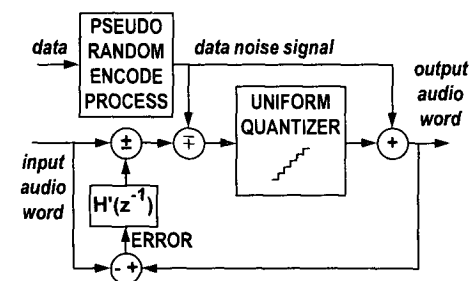 data
PSEUDO
RANDOM
ENCODE
PROCESS
data noise signal
output
audio
word
UNIFORM
QUANTIZER
±
∓
+
input
audio
word
H'(z⁻¹)
ERROR
- +